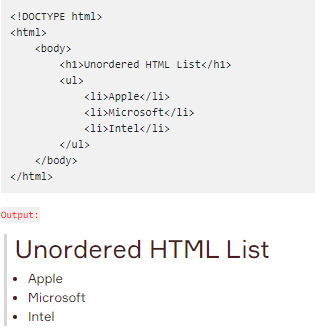 <!DOCTYPE html>
<html>
    <body>
        <h1>Unordered HTML List</h1>
        <ul>
            <li>Apple</li>
            <li>Microsoft</li>
            <li>Intel</li>
        </ul>
    </body>
</html>
Output:
Unordered HTML List
• Apple
• Microsoft
• Intel